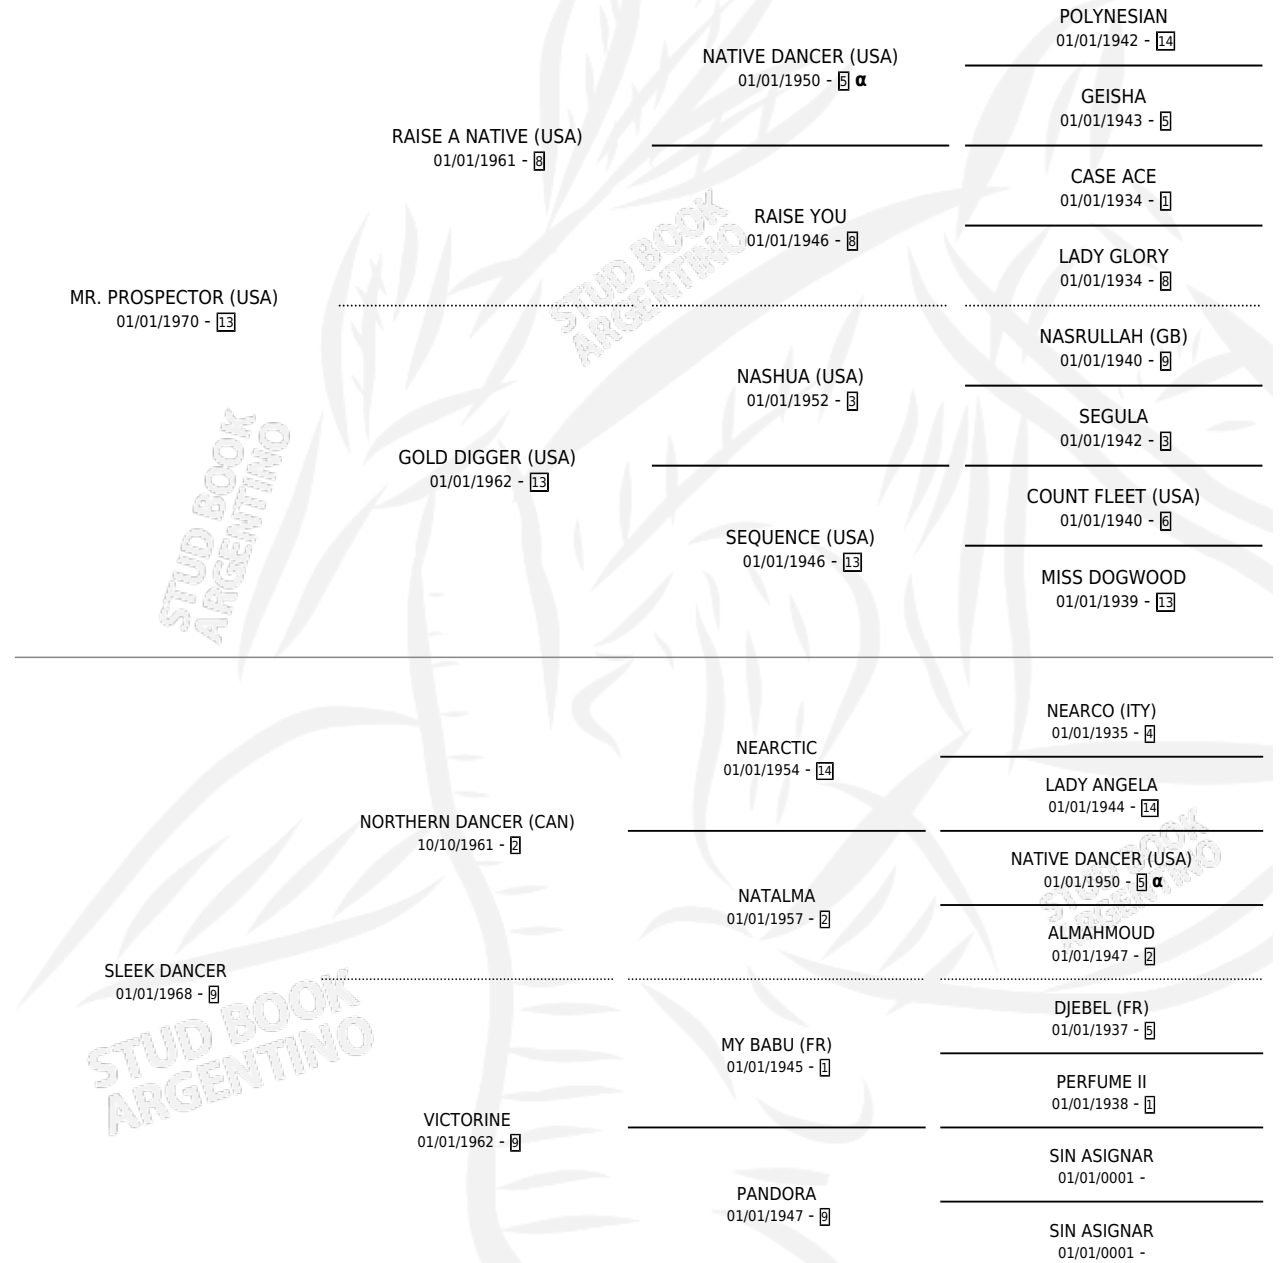 POLYNESIAN
01/01/1942 - 14
NATIVE DANCER (USA)
01/01/1950 - 5 α
GEISHA
01/01/1943 - 5
RAISE A NATIVE (USA)
01/01/1961 - 8
CASE ACE
01/01/1934 - 1
RAISE YOU
01/01/1946 - 8
LADY GLORY
01/01/1934 - 8
MR. PROSPECTOR (USA)
01/01/1970 - 13
NASRULLAH (GB)
01/01/1940 - 9
NASHUA (USA)
01/01/1952 - 3
SEGULA
01/01/1942 - 3
GOLD DIGGER (USA)
01/01/1962 - 13
COUNT FLEET (USA)
01/01/1940 - 6
SEQUENCE (USA)
01/01/1946 - 13
MISS DOGWOOD
01/01/1939 - 13
NEARCO (ITY)
01/01/1935 - 4
NEARCTIC
01/01/1954 - 14
LADY ANGELA
01/01/1944 - 14
NORTHERN DANCER (CAN)
10/10/1961 - 2
NATIVE DANCER (USA)
01/01/1950 - 5 α
NATALMA
01/01/1957 - 2
ALMAHMOUD
01/01/1947 - 2
SLEEK DANCER
01/01/1968 - 9
DJEBEL (FR)
01/01/1937 - 5
MY BABU (FR)
01/01/1945 - 1
PERFUME II
01/01/1938 - 1
VICTORINE
01/01/1962 - 9
SIN ASIGNAR
01/01/0001 -
PANDORA
01/01/1947 - 9
SIN ASIGNAR
01/01/0001 -
STUD BOOK
ARGENTINO
STUD BOOK
ARGENTINO
STUD BOOK
ARGENTINO
STUD BOOK
ARGENTINO